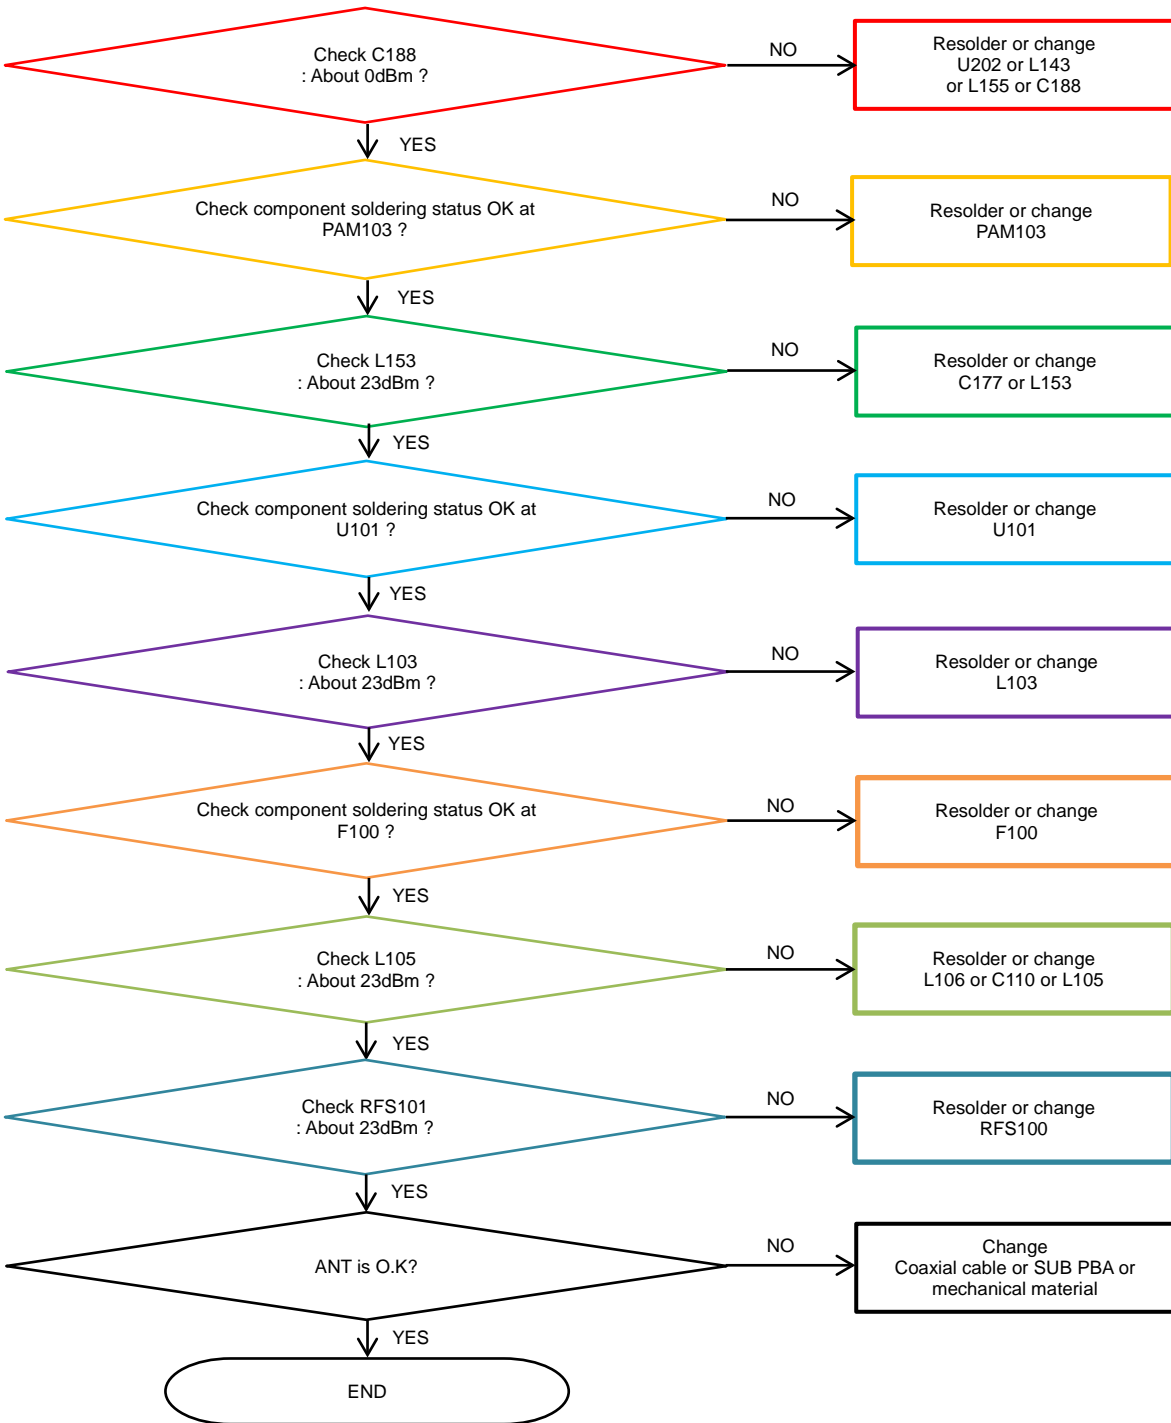 Check C188
: About 0dBm ?
NO
Resolder or change
U202 or L143
or L155 or C188
YES
Check component soldering status OK at
PAM103 ?
NO
Resolder or change
PAM103
YES
Check L153
: About 23dBm ?
NO
Resolder or change
C177 or L153
YES
Check component soldering status OK at
U101 ?
NO
Resolder or change
U101
YES
Check L103
: About 23dBm ?
NO
Resolder or change
L103
YES
Check component soldering status OK at
F100 ?
NO
Resolder or change
F100
YES
Check L105
: About 23dBm ?
NO
Resolder or change
L106 or C110 or L105
YES
Check RFS101
: About 23dBm ?
NO
Resolder or change
RFS100
YES
ANT is O.K?
NO
Change
Coaxial cable or SUB PBA or
mechanical material
YES
END